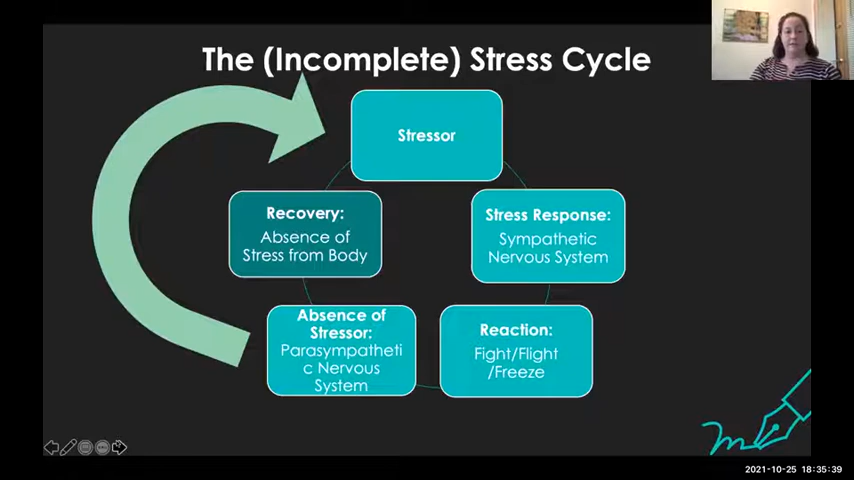 The (Incomplete) Stress Cycle
Stressor
Stress Response:
Sympathetic
Nervous System
Reaction:
Fight/Flight
/Freeze
Absence of
Stressor:
Parasympatheti
c Nervous
System
Recovery:
Absence of
Stress from Body
2021-10-25 18:35:39